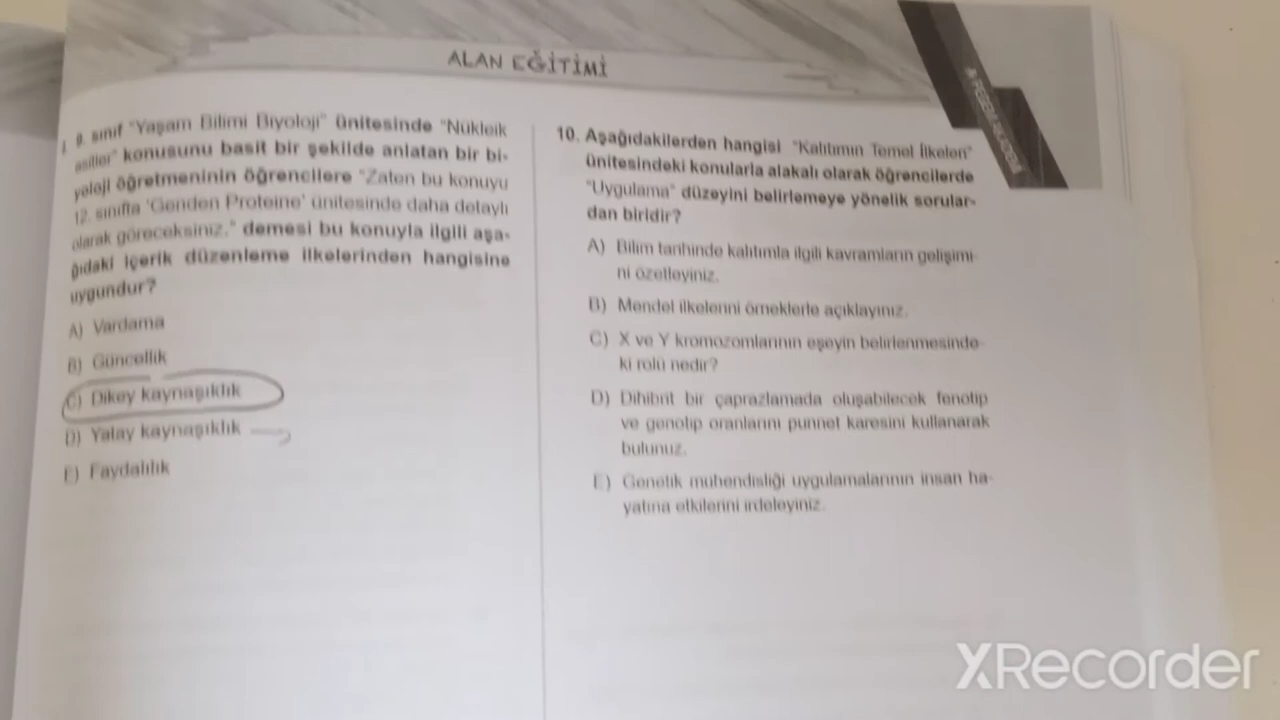 ALAN EĞİTİMİ
9. sınıf "Yaşam Bilimi Biyoloji" ünitesinde "Nükleik
asitler" konusunu basit bir şekilde anlatan bir bi-
yoloji öğretmeninin öğrencilere "Zaten bu konuyu
12. sınıfta 'Genden Proteine' ünitesinde daha detaylı
olarak göreceksiniz." demesi bu konuyla ilgili aşa-
ğıdaki içerik düzenleme ilkelerinden hangisine
uygundur?
A) Vardama
B) Güncellik
C) Dikey kaynaşıklık
D) Yatay kaynaşıklık
E) Faydalılık
10. Aşağıdakilerden hangisi "Kalıtımın Temel İlkeleri"
ünitesindeki konularla alakalı olarak öğrencilerde
"Uygulama" düzeyini belirlemeye yönelik sorular-
dan biridir?
A) Bilim tarihinde kalıtımla ilgili kavramların gelişimi-
ni özetleyiniz.
B) Mendel ilkelerini örneklerle açıklayınız.
C) X ve Y kromozomlarının eşeyin belirlenmesinde-
ki rolü nedir?
D) Dihibrit bir çaprazlamada oluşabilecek fenotip
ve genotip oranlarını punnet karesini kullanarak
bulunuz.
E) Genetik mühendisliği uygulamalarının insan ha-
yatına etkilerini irdeleyiniz.
XRecorder